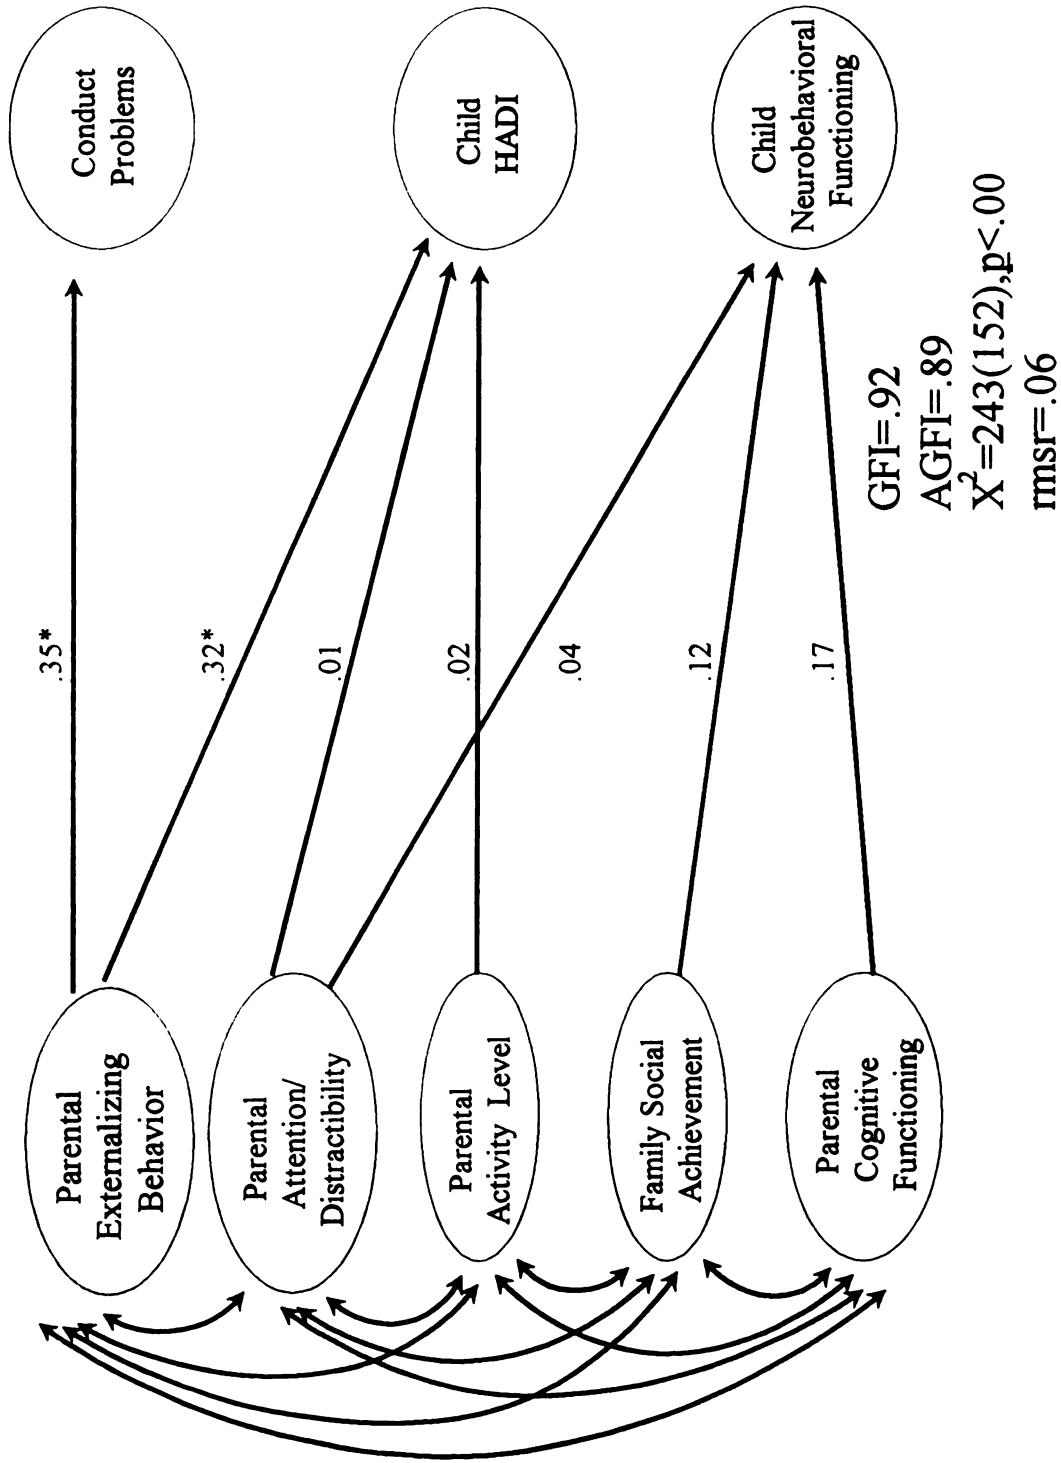 Parental
Externalizing
Behavior
Parental
Attention/
Distractibility
Parental
Activity Level
Family Social
Achievement
Parental
Cognitive
Functioning
.35*
.32*
.01
.02
.04
.12
.17
Conduct
Problems
Child
HADI
Child
Neurobehavioral
Functioning
GFI=.92
AGFI=.89
X²=243(152),p<.00
rmsr=.06